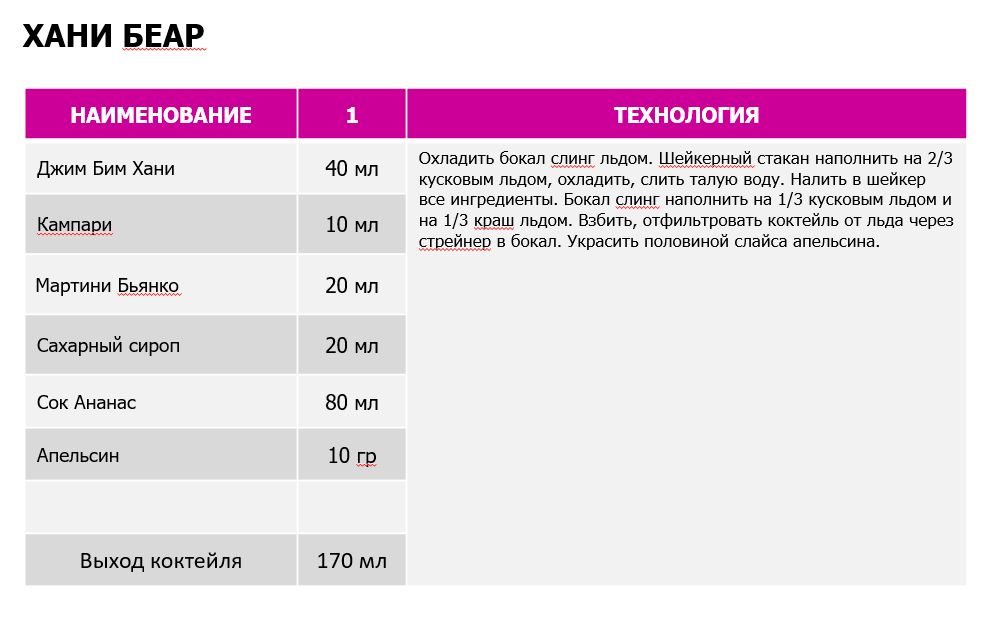 ХАНИ БЕАР
НАИМЕНОВАНИЕ 1 ТЕХНОЛОГИЯ
Джим Бим Хани 40 мл
Кампари 10 мл
Мартини Бьянко 20 мл
Сахарный сироп 20 мл
Сок Ананас 80 мл
Апельсин 10 гр
Выход коктейля 170 мл
Охладить бокал слинг льдом. Шейкерный стакан наполнить на 2/3
кусковым льдом, охладить, слить талую воду. Налить в шейкер
все ингредиенты. Бокал слинг наполнить на 1/3 кусковым льдом и
на 1/3 краш льдом. Взбить, отфильтровать коктейль от льда через
стрейнер в бокал. Украсить половиной слайса апельсина.